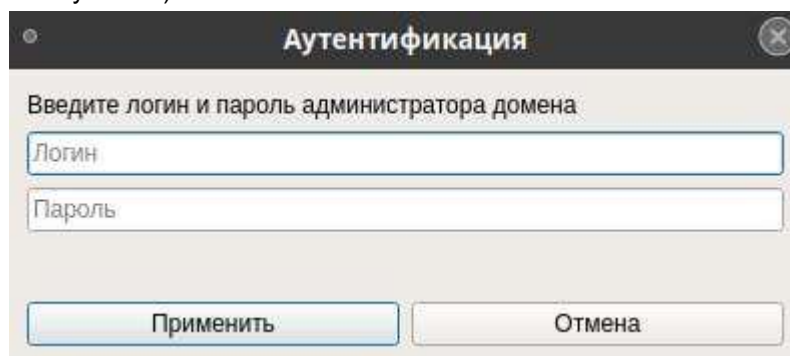 Аутентификация
Введите логин и пароль администратора домена
Логин
Пароль
Применить Отмена